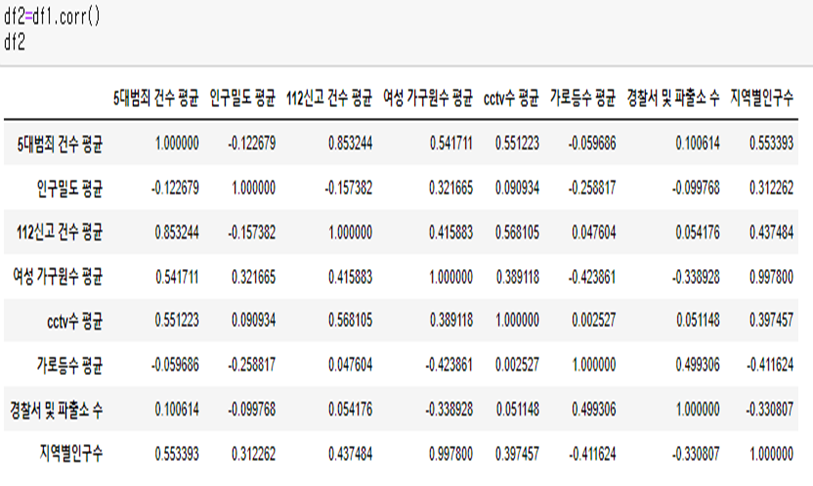 df2=df1.corr()
df2
5대범죄 건수 평균 인구밀도 평균 112신고 건수 평균 여성 가구원수 평균 cctv수 평균 가로등수 평균 경찰서 및 파출소 수 지역별인구수
5대범죄 건수 평균 1.000000 -0.122679 0.853244 0.541711 0.551223 -0.059686 0.100614 0.553393
인구밀도 평균 -0.122679 1.000000 -0.157382 0.321665 0.090934 -0.258817 -0.099768 0.312262
112신고 건수 평균 0.853244 -0.157382 1.000000 0.415883 0.568105 0.047604 0.054176 0.437484
여성 가구원수 평균 0.541711 0.321665 0.415883 1.000000 0.389118 -0.423861 -0.338928 0.997800
cctv수 평균 0.551223 0.090934 0.568105 0.389118 1.000000 0.002527 0.051148 0.397457
가로등수 평균 -0.059686 -0.258817 0.047604 -0.423861 0.002527 1.000000 0.499306 -0.411624
경찰서 및 파출소 수 0.100614 -0.099768 0.054176 -0.338928 0.051148 0.499306 1.000000 -0.330807
지역별인구수 0.553393 0.312262 0.437484 0.997800 0.397457 -0.411624 -0.330807 1.000000